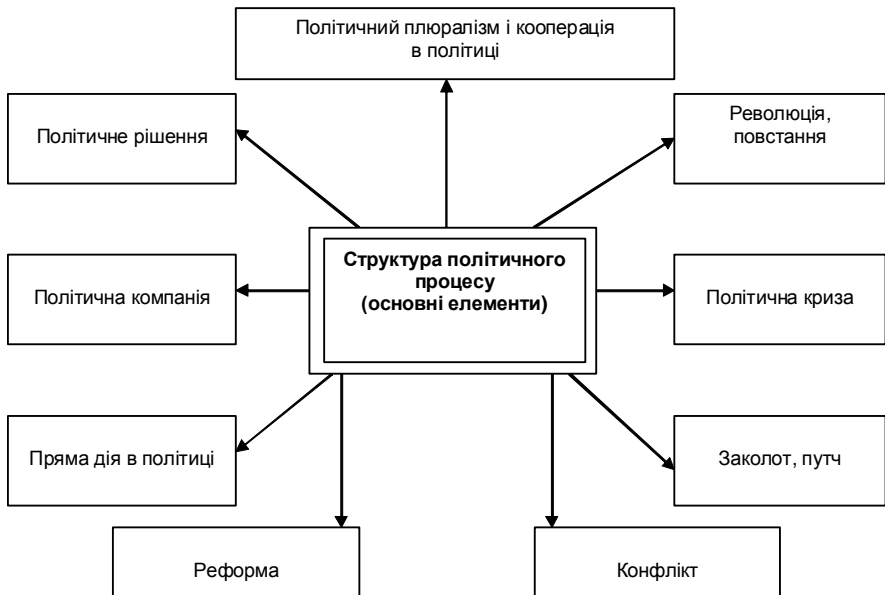 Політичний плюралізм і кооперація
в політиці
Політичне рішення
Революція,
повстання
Структура політичного
процесу
(основні елементи)
Політична компанія
Політична криза
Пряма дія в політиці
Заколот, путч
Реформа
Конфлікт